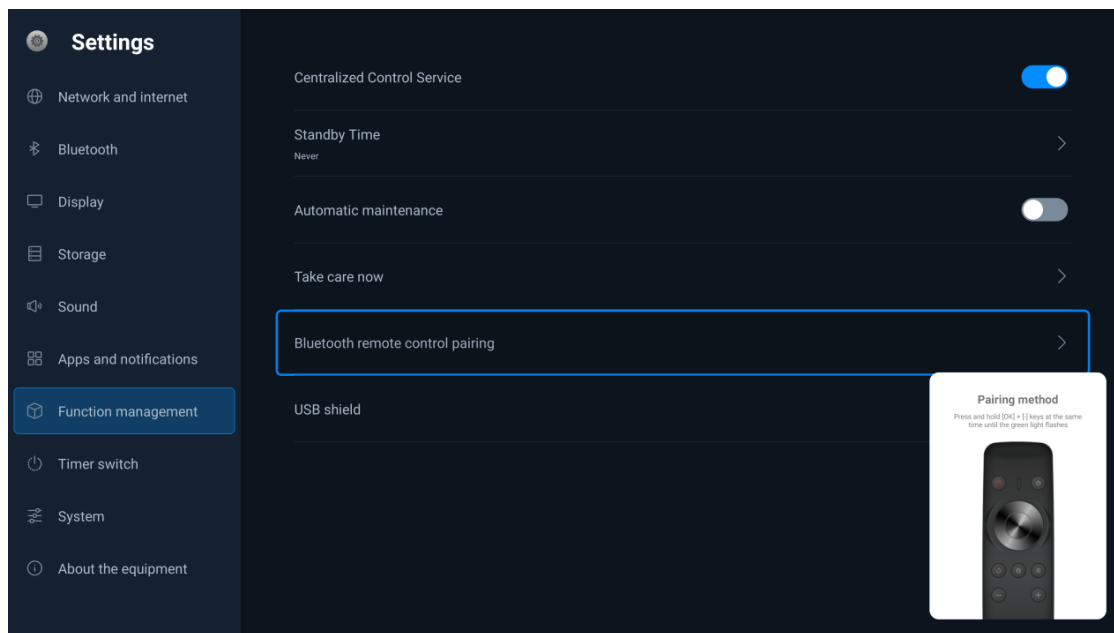 Settings
Network and internet
Bluetooth
Display
Storage
Sound
Apps and notifications
Function management
Timer switch
System
About the equipment
Centralized Control Service
Standby Time
Never
Automatic maintenance
Take care now
Bluetooth remote control pairing
USB shield
Pairing method
Press and hold [OK] + [-] keys at the same
time until the green light flashes